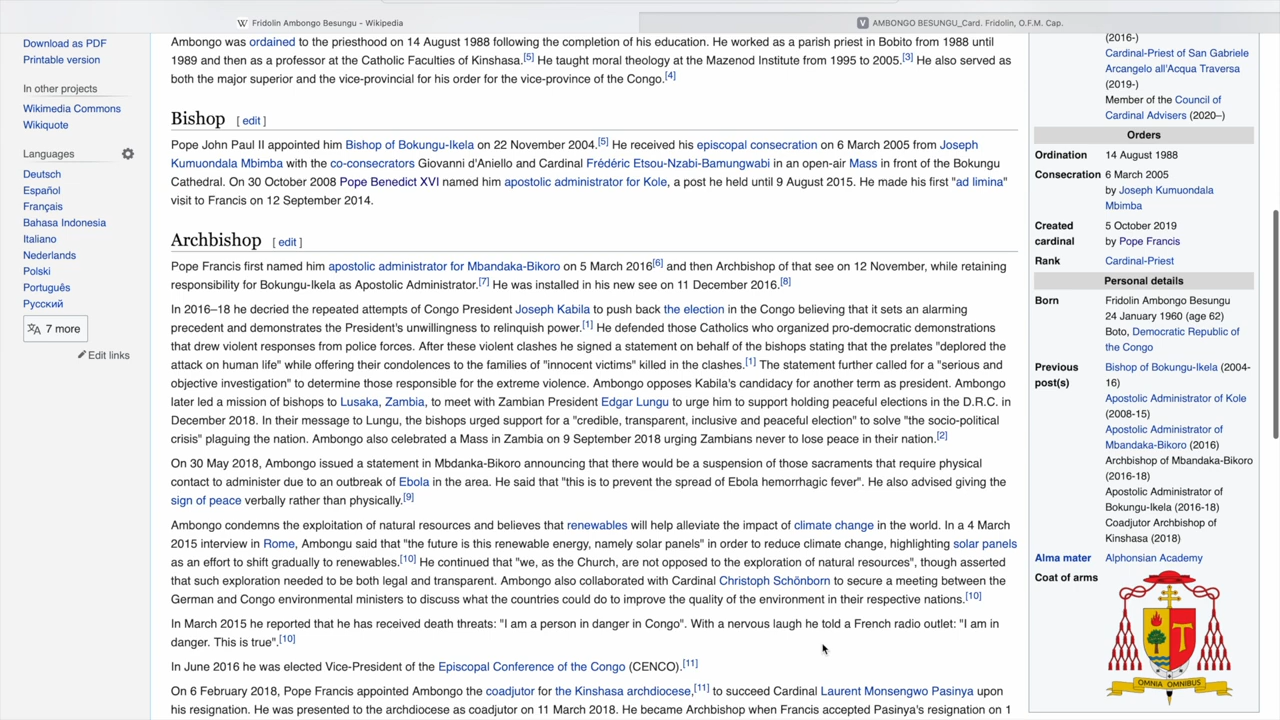 Fridolin Ambongo Besungu - Wikipedia
AMBONGO BESUNGU_Card. Fridolin, O.F.M. Cap.
Download as PDF
Printable version
In other projects
Wikimedia Commons
Wikiquote
Languages
Deutsch
Español
Français
Bahasa Indonesia
Italiano
Nederlands
Polski
Português
Русский
7 more
Edit links
Ambongo was ordained to the priesthood on 14 August 1988 following the completion of his education. He worked as a parish priest in Bobito from 1988 until
1989 and then as a professor at the Catholic Faculties of Kinshasa.[5] He taught moral theology at the Mazenod Institute from 1995 to 2005.[3] He also served as
both the major superior and the vice-provincial for his order for the vice-province of the Congo.[4]
Bishop [ edit ]
Pope John Paul II appointed him Bishop of Bokungu-Ikela on 22 November 2004.[5] He received his episcopal consecration on 6 March 2005 from Joseph
Kumuondala Mbimba with the co-consecrators Giovanni d'Aniello and Cardinal Frédéric Etsou-Nzabi-Bamungwabi in an open-air Mass in front of the Bokungu
Cathedral. On 30 October 2008 Pope Benedict XVI named him apostolic administrator for Kole, a post he held until 9 August 2015. He made his first "ad limina"
visit to Francis on 12 September 2014.
Archbishop [ edit ]
Pope Francis first named him apostolic administrator for Mbandaka-Bikoro on 5 March 2016[6] and then Archbishop of that see on 12 November, while retaining
responsibility for Bokungu-Ikela as Apostolic Administrator.[7] He was installed in his new see on 11 December 2016.[8]
In 2016–18 he decried the repeated attempts of Congo President Joseph Kabila to push back the election in the Congo believing that it sets an alarming
precedent and demonstrates the President's unwillingness to relinquish power.[1] He defended those Catholics who organized pro-democratic demonstrations
that drew violent responses from police forces. After these violent clashes he signed a statement on behalf of the bishops stating that the prelates "deplored the
attack on human life" while offering their condolences to the families of "innocent victims" killed in the clashes.[1] The statement further called for a "serious and
objective investigation" to determine those responsible for the extreme violence. Ambongo opposes Kabila's candidacy for another term as president. Ambongo
later led a mission of bishops to Lusaka, Zambia, to meet with Zambian President Edgar Lungu to urge him to support holding peaceful elections in the D.R.C. in
December 2018. In their message to Lungu, the bishops urged support for a "credible, transparent, inclusive and peaceful election" to solve "the socio-political
crisis" plaguing the nation. Ambongo also celebrated a Mass in Zambia on 9 September 2018 urging Zambians never to lose peace in their nation.[2]
On 30 May 2018, Ambongo issued a statement in Mbdanka-Bikoro announcing that there would be a suspension of those sacraments that require physical
contact to administer due to an outbreak of Ebola in the area. He said that "this is to prevent the spread of Ebola hemorrhagic fever". He also advised giving the
sign of peace verbally rather than physically.[9]
Ambongo condemns the exploitation of natural resources and believes that renewables will help alleviate the impact of climate change in the world. In a 4 March
2015 interview in Rome, Ambongu said that "the future is this renewable energy, namely solar panels" in order to reduce climate change, highlighting solar panels
as an effort to shift gradually to renewables.[10] He continued that "we, as the Church, are not opposed to the exploration of natural resources", though asserted
that such exploration needed to be both legal and transparent. Ambongo also collaborated with Cardinal Christoph Schönborn to secure a meeting between the
German and Congo environmental ministers to discuss what the countries could do to improve the quality of the environment in their respective nations.[10]
In March 2015 he reported that he has received death threats: "I am a person in danger in Congo". With a nervous laugh he told a French radio outlet: "I am in
danger. This is true".[10]
In June 2016 he was elected Vice-President of the Episcopal Conference of the Congo (CENCO).[11]
On 6 February 2018, Pope Francis appointed Ambongo the coadjutor for the Kinshasa archdiocese,[11] to succeed Cardinal Laurent Monsengwo Pasinya upon
his resignation. He was presented to the archdiocese as coadjutor on 11 March 2018. He became Archbishop when Francis accepted Pasinya's resignation on 1
(2016-)
Cardinal-Priest of San Gabriele
Arcangelo all'Acqua Traversa
(2019-)
Member of the Council of
Cardinal Advisers (2020–)
Orders
Ordination 14 August 1988
Consecration 6 March 2005
by Joseph Kumuondala
Mbimba
Created 5 October 2019
cardinal by Pope Francis
Rank Cardinal-Priest
Personal details
Born Fridolin Ambongo Besungu
24 January 1960 (age 62)
Boto, Democratic Republic of
the Congo
Previous Bishop of Bokungu-Ikela (2004-
post(s) 16)
Apostolic Administrator of Kole
(2008-15)
Apostolic Administrator of
Mbandaka-Bikoro (2016)
Archbishop of Mbandaka-Bikoro
(2016-18)
Apostolic Administrator of
Bokungu-Ikela (2016-18)
Coadjutor Archbishop of
Kinshasa (2018)
Alma mater Alphonsian Academy
Coat of arms
OMNIA OMNIBUS